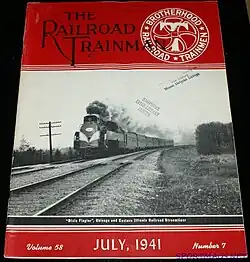 THE
RAILROAD
TRAINMAN
BROTHERHOOD
OF
RAILROAD
TRAINMEN
"Dixie Flagler", Chicago and Eastern Illinois Railroad Streamliner
Volume 58
JULY, 1941
Number 7